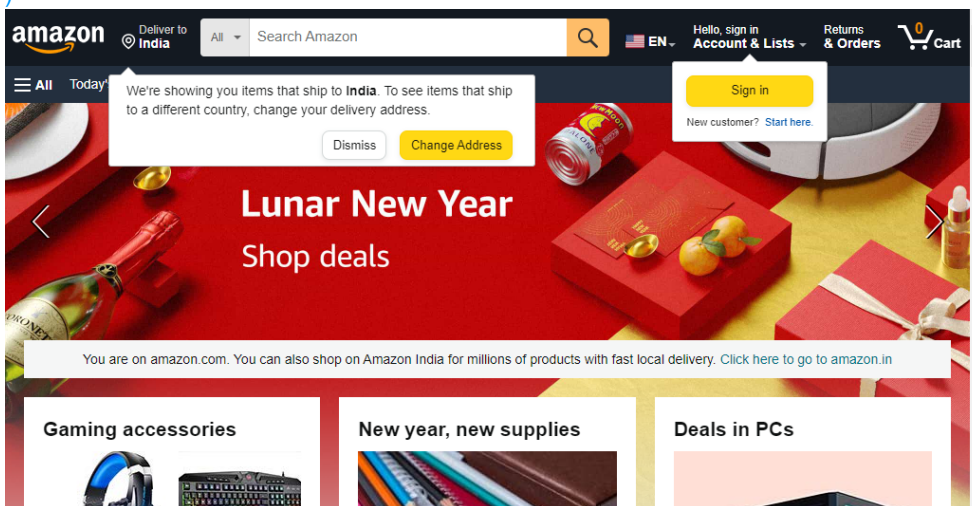 amazon
Deliver to
India
All
Search Amazon
EN
Hello, sign in
Account & Lists
Returns
& Orders
0
Cart
All
Today's
We're showing you items that ship to India. To see items that ship
to a different country, change your delivery address.
Dismiss
Change Address
Sign in
New customer? Start here.
Lunar New Year
Shop deals
You are on amazon.com. You can also shop on Amazon India for millions of products with fast local delivery. Click here to go to amazon.in
Gaming accessories
New year, new supplies
Deals in PCs